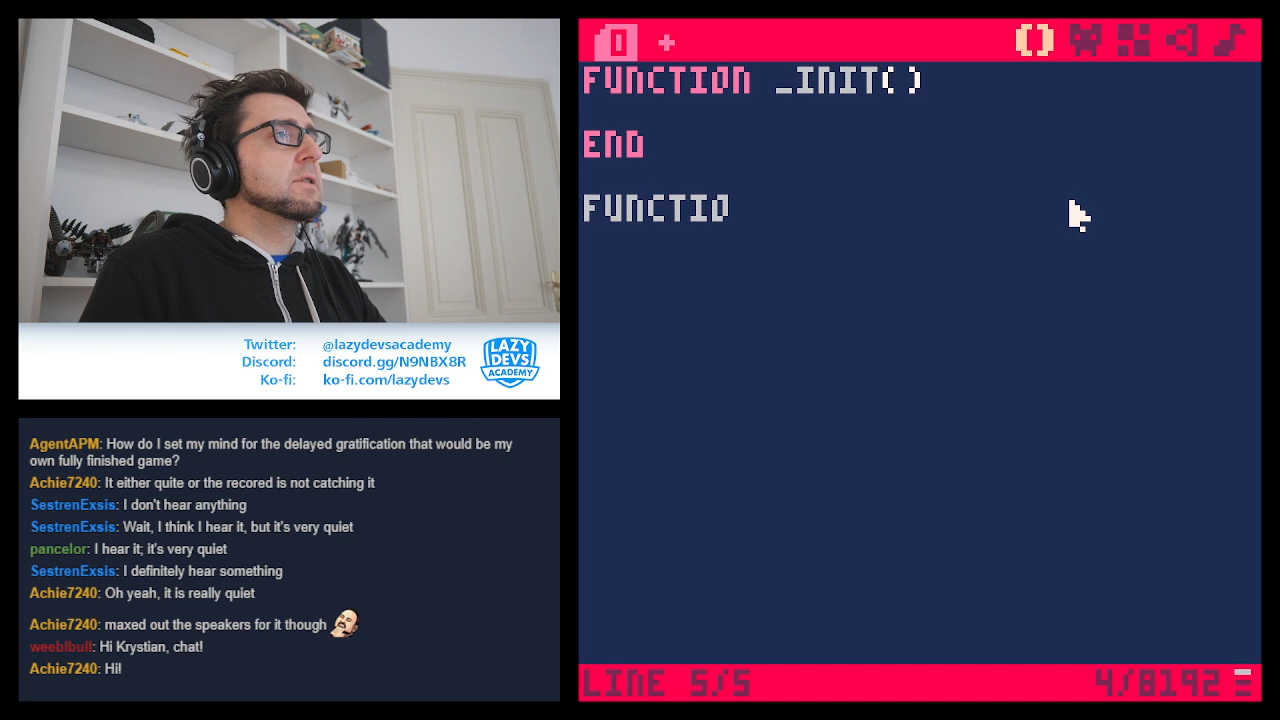 0 +
FUNCTION _INIT()
END
FUNCTIO
LINE 5/5 4/8192
Twitter: @lazydevsacademy
Discord: discord.gg/N9NBX8R
Ko-fi: ko-fi.com/lazydevs
LAZY
DEVS
ACADEMY
AgentAPM: How do I set my mind for the delayed gratification that would be my
own fully finished game?
Achie7240: It either quite or the recored is not catching it
SestrenExsis: I don't hear anything
SestrenExsis: Wait, I think I hear it, but it's very quiet
pancelor: I hear it; it's very quiet
SestrenExsis: I definitely hear something
Achie7240: Oh yeah, it is really quiet
Achie7240: maxed out the speakers for it though
weeblbull: Hi Krystian, chat!
Achie7240: Hi!